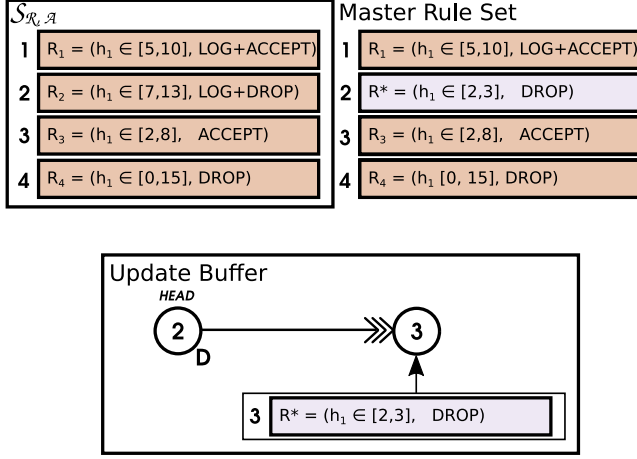 𝒮ℛ, 𝒜
1 R₁ = (h₁ ∈ [5,10], LOG+ACCEPT)
2 R₂ = (h₁ ∈ [7,13], LOG+DROP)
3 R₃ = (h₁ ∈ [2,8], ACCEPT)
4 R₄ = (h₁ ∈ [0,15], DROP)
Master Rule Set
1 R₁ = (h₁ ∈ [5,10], LOG+ACCEPT)
2 R* = (h₁ ∈ [2,3], DROP)
3 R₃ = (h₁ ∈ [2,8], ACCEPT)
4 R₄ = (h₁ [0, 15], DROP)
Update Buffer
HEAD
2 3
D
3 R* = (h₁ ∈ [2,3], DROP)